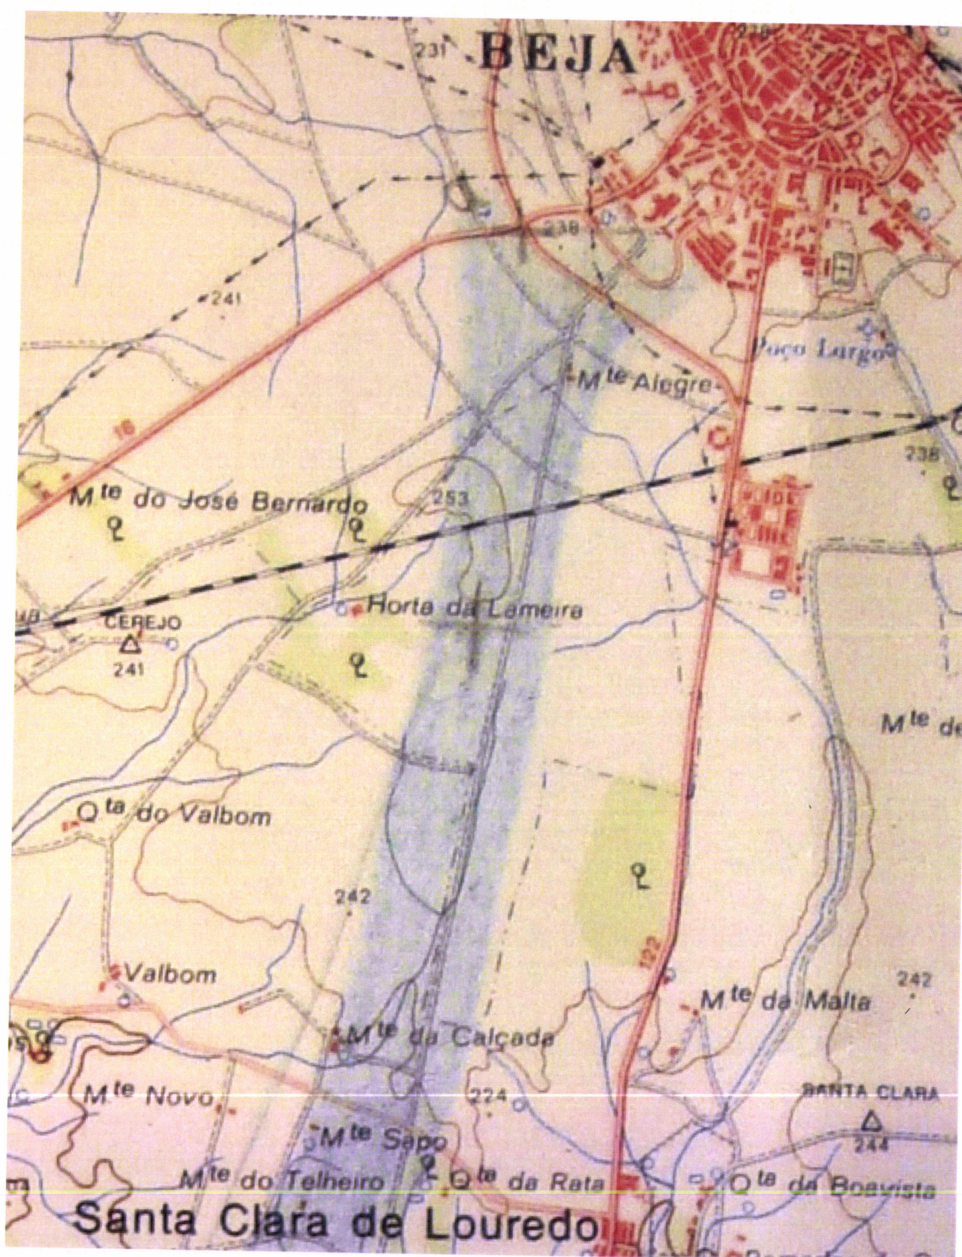 231
BEJA
238
241
Poço Largo
Mte Alegre
18
238
Mte do José Bernardo
253
Horta da Lameira
CEREJO
241
Mte de
Qta do Valbom
242
122
Valbom
242
Mte da Malta
Mte da Calçada
Mte Novo
224
SANTA CLARA
244
Mte Sapo
Mte do Telheiro
Qta da Rata
Qta da Boavista
Santa Clara de Louredo